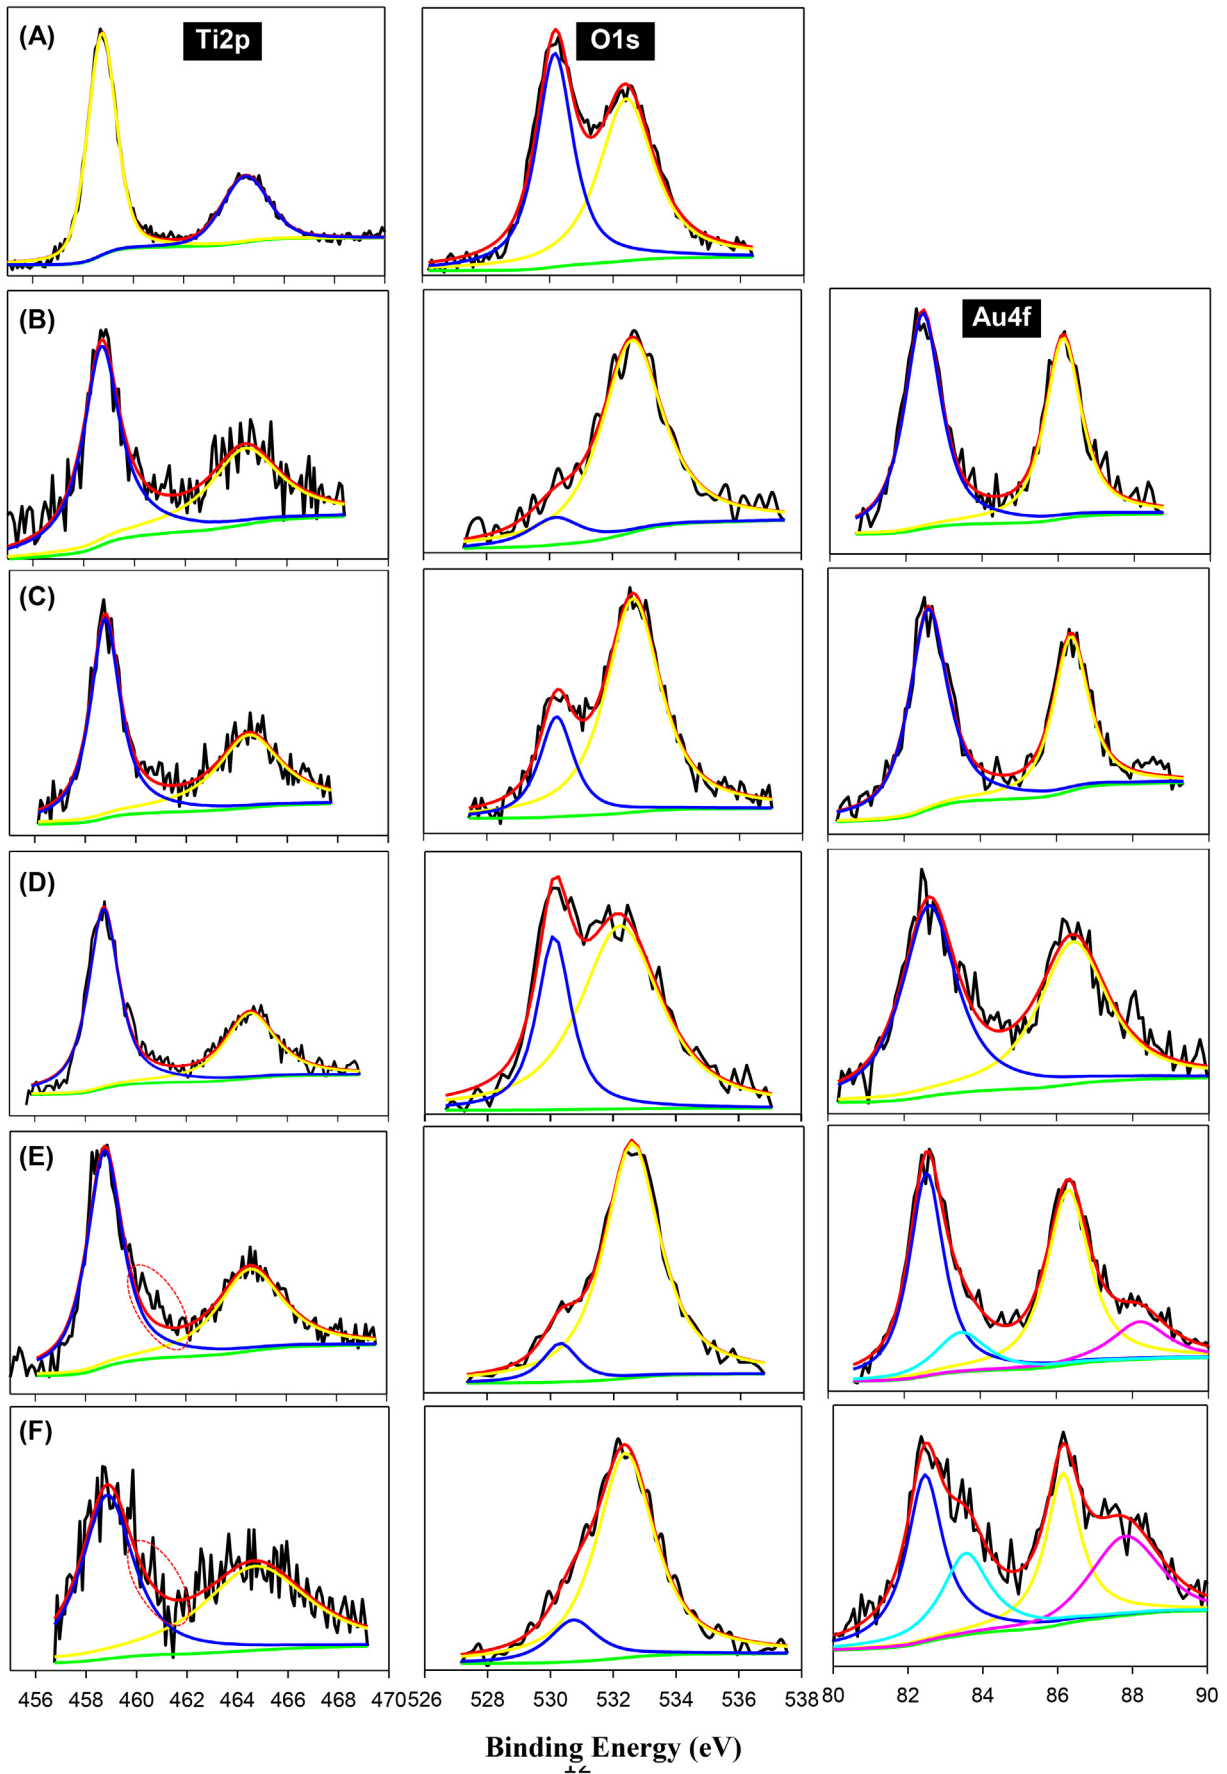 (A) Ti2p O1s
(B) Au4f
(C)
(D)
(E)
(F)
456 458 460 462 464 466 468 470 526 528 530 532 534 536 538 80 82 84 86 88 90
Binding Energy (eV)
12